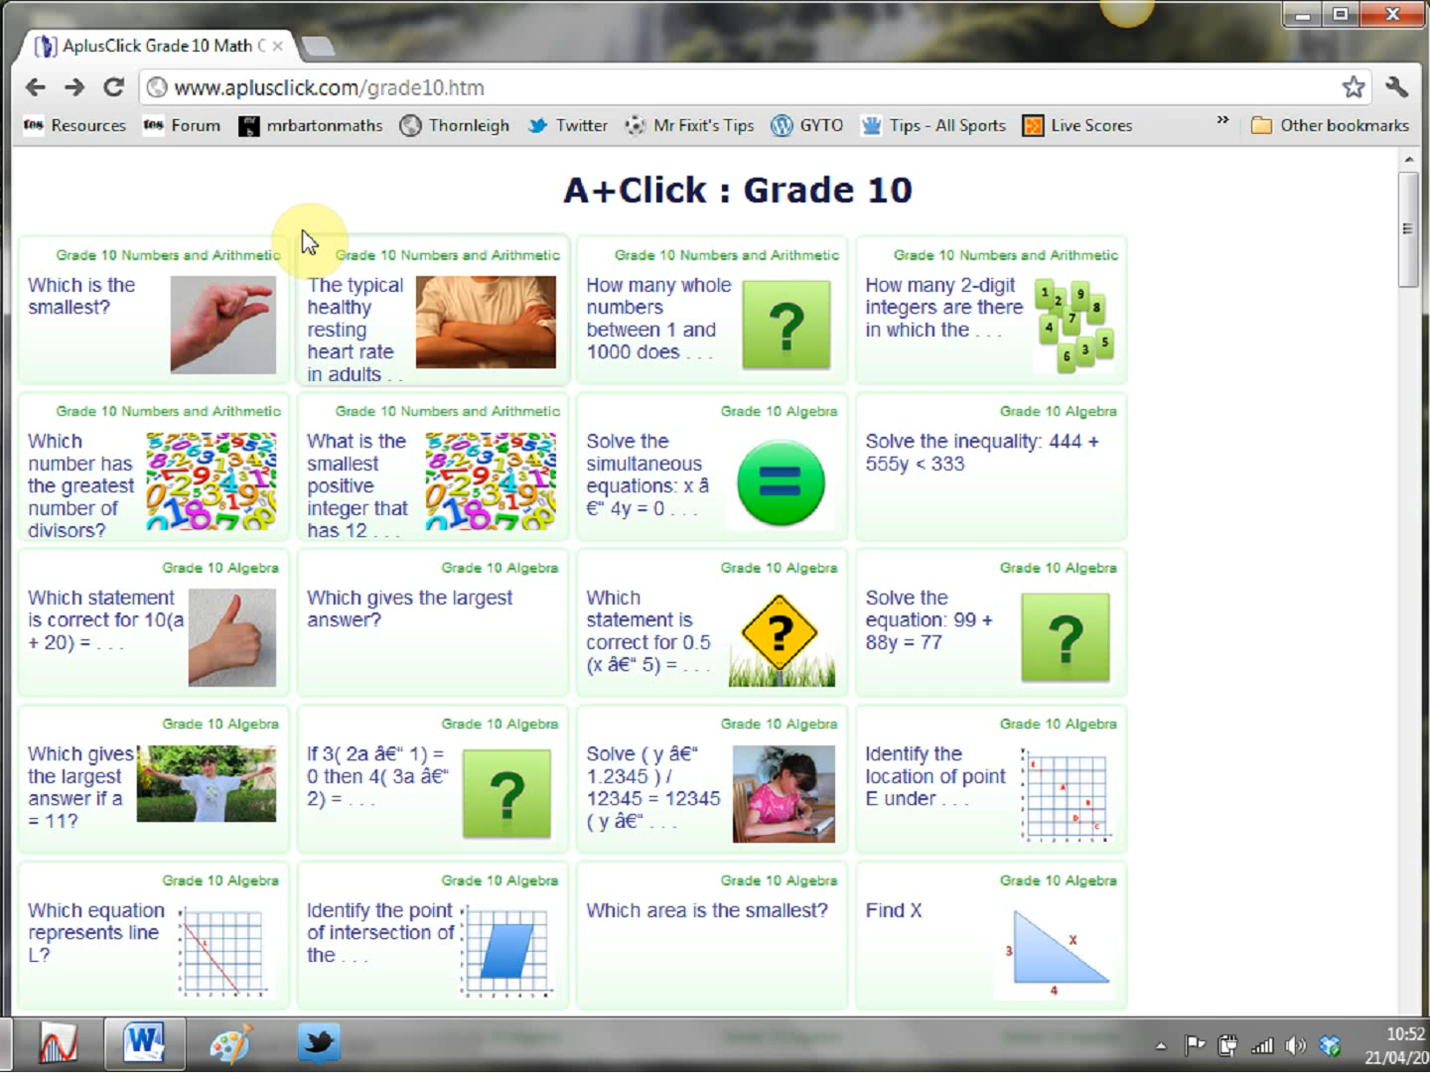 AplusClick Grade 10 Math C
www.aplusclick.com/grade10.htm
tes Resources tes Forum mrbartonmaths Thornleigh Twitter Mr Fixit's Tips GYTO Tips - All Sports Live Scores » Other bookmarks
A+Click : Grade 10
Grade 10 Numbers and Arithmetic
Which is the
smallest?
Grade 10 Numbers and Arithmetic
The typical
healthy
resting
heart rate
in adults . .
Grade 10 Numbers and Arithmetic
How many whole
numbers
between 1 and
1000 does . . .
?
Grade 10 Numbers and Arithmetic
How many 2-digit
integers are there
in which the . . .
1 2 9
8
4 7
6 3 5
Grade 10 Numbers and Arithmetic
Which
number has
the greatest
number of
divisors?
Grade 10 Numbers and Arithmetic
What is the
smallest
positive
integer that
has 12 . . .
Grade 10 Algebra
Solve the
simultaneous
equations: x â
€“ 4y = 0 . . .
=
Grade 10 Algebra
Solve the inequality: 444 +
555y < 333
Grade 10 Algebra
Which statement
is correct for 10(a
+ 20) = . . .
Grade 10 Algebra
Which gives the largest
answer?
Grade 10 Algebra
Which
statement is
correct for 0.5
(x â€“ 5) = . . .
?
Grade 10 Algebra
Solve the
equation: 99 +
88y = 77
?
Grade 10 Algebra
Which gives
the largest
answer if a
= 11?
Grade 10 Algebra
If 3( 2a â€“ 1) =
0 then 4( 3a â€“
2) = . . .
?
Grade 10 Algebra
Solve ( y â€“
1.2345 ) /
12345 = 12345
( y â€“ . . .
Grade 10 Algebra
Identify the
location of point
E under . . .
E
A
B
D
C
Grade 10 Algebra
Which equation
represents line
L?
L
Grade 10 Algebra
Identify the point
of intersection of
the . . .
Grade 10 Algebra
Which area is the smallest?
Grade 10 Algebra
Find X
3
X
4
10:52
21/04/20